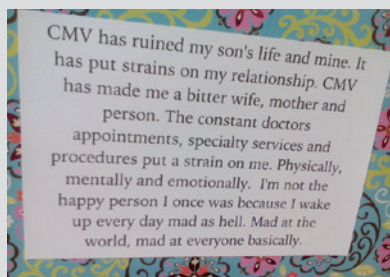 CMV has ruined my son's life and mine. It
has put strains on my relationship. CMV
has made me a bitter wife, mother and
person. The constant doctors
appointments, specialty services and
procedures put a strain on me. Physically,
mentally and emotionally. I'm not the
happy person I once was because I wake
up every day mad as hell. Mad at the
world, mad at everyone basically.